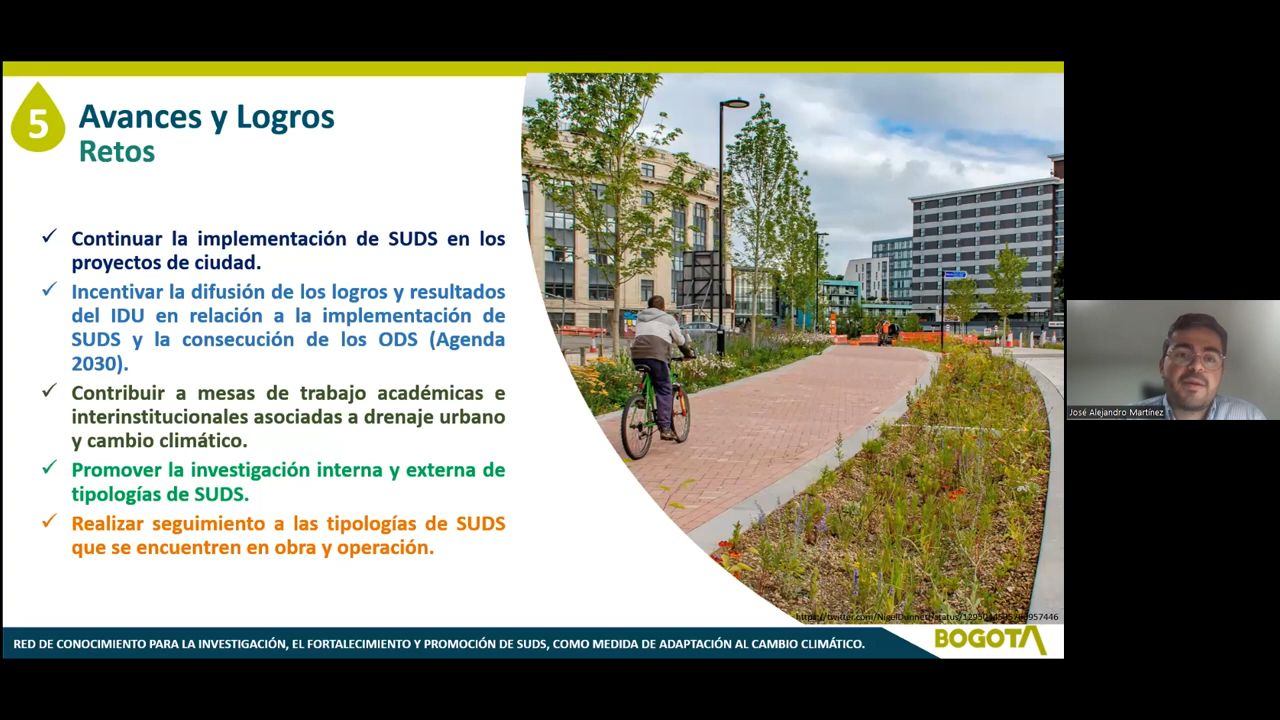 5
Avances y Logros
Retos
✓ Continuar la implementación de SUDS en los
proyectos de ciudad.
✓ Incentivar la difusión de los logros y resultados
del IDU en relación a la implementación de
SUDS y la consecución de los ODS (Agenda
2030).
✓ Contribuir a mesas de trabajo académicas e
interinstitucionales asociadas a drenaje urbano
y cambio climático.
✓ Promover la investigación interna y externa de
tipologías de SUDS.
✓ Realizar seguimiento a las tipologías de SUDS
que se encuentren en obra y operación.
José Alejandro Martínez
RED DE CONOCIMIENTO PARA LA INVESTIGACIÓN, EL FORTALECIMIENTO Y PROMOCIÓN DE SUDS, COMO MEDIDA DE ADAPTACIÓN AL CAMBIO CLIMÁTICO.
BOGOTA